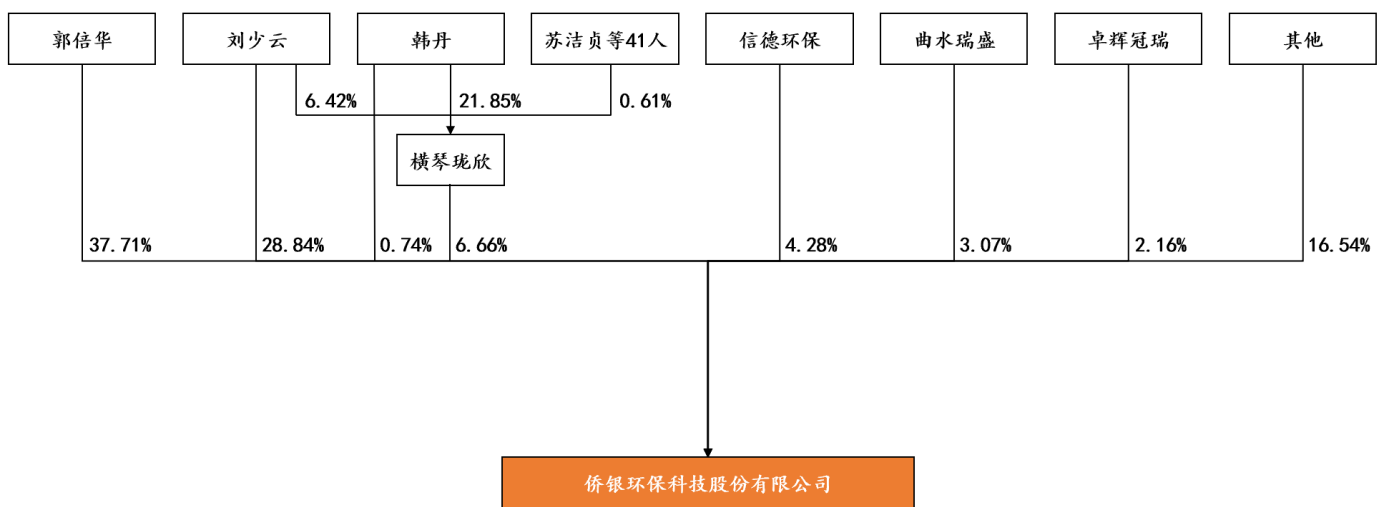 郭倍华
刘少云
韩丹
苏洁贞等41人
信德环保
曲水瑞盛
卓辉冠瑞
其他
6.42%
21.85%
0.61%
横琴珑欣
37.71%
28.84%
0.74%
6.66%
4.28%
3.07%
2.16%
16.54%
侨银环保科技股份有限公司